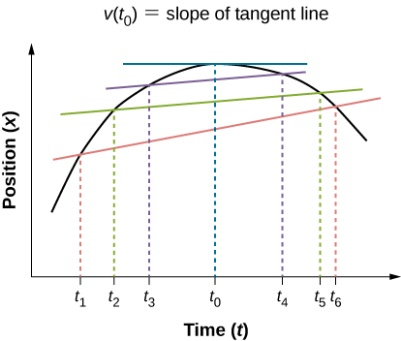 v(t₀) = slope of tangent line
Position (x)
t₁ t₂ t₃ t₀ t₄ t₅ t₆
Time (t)